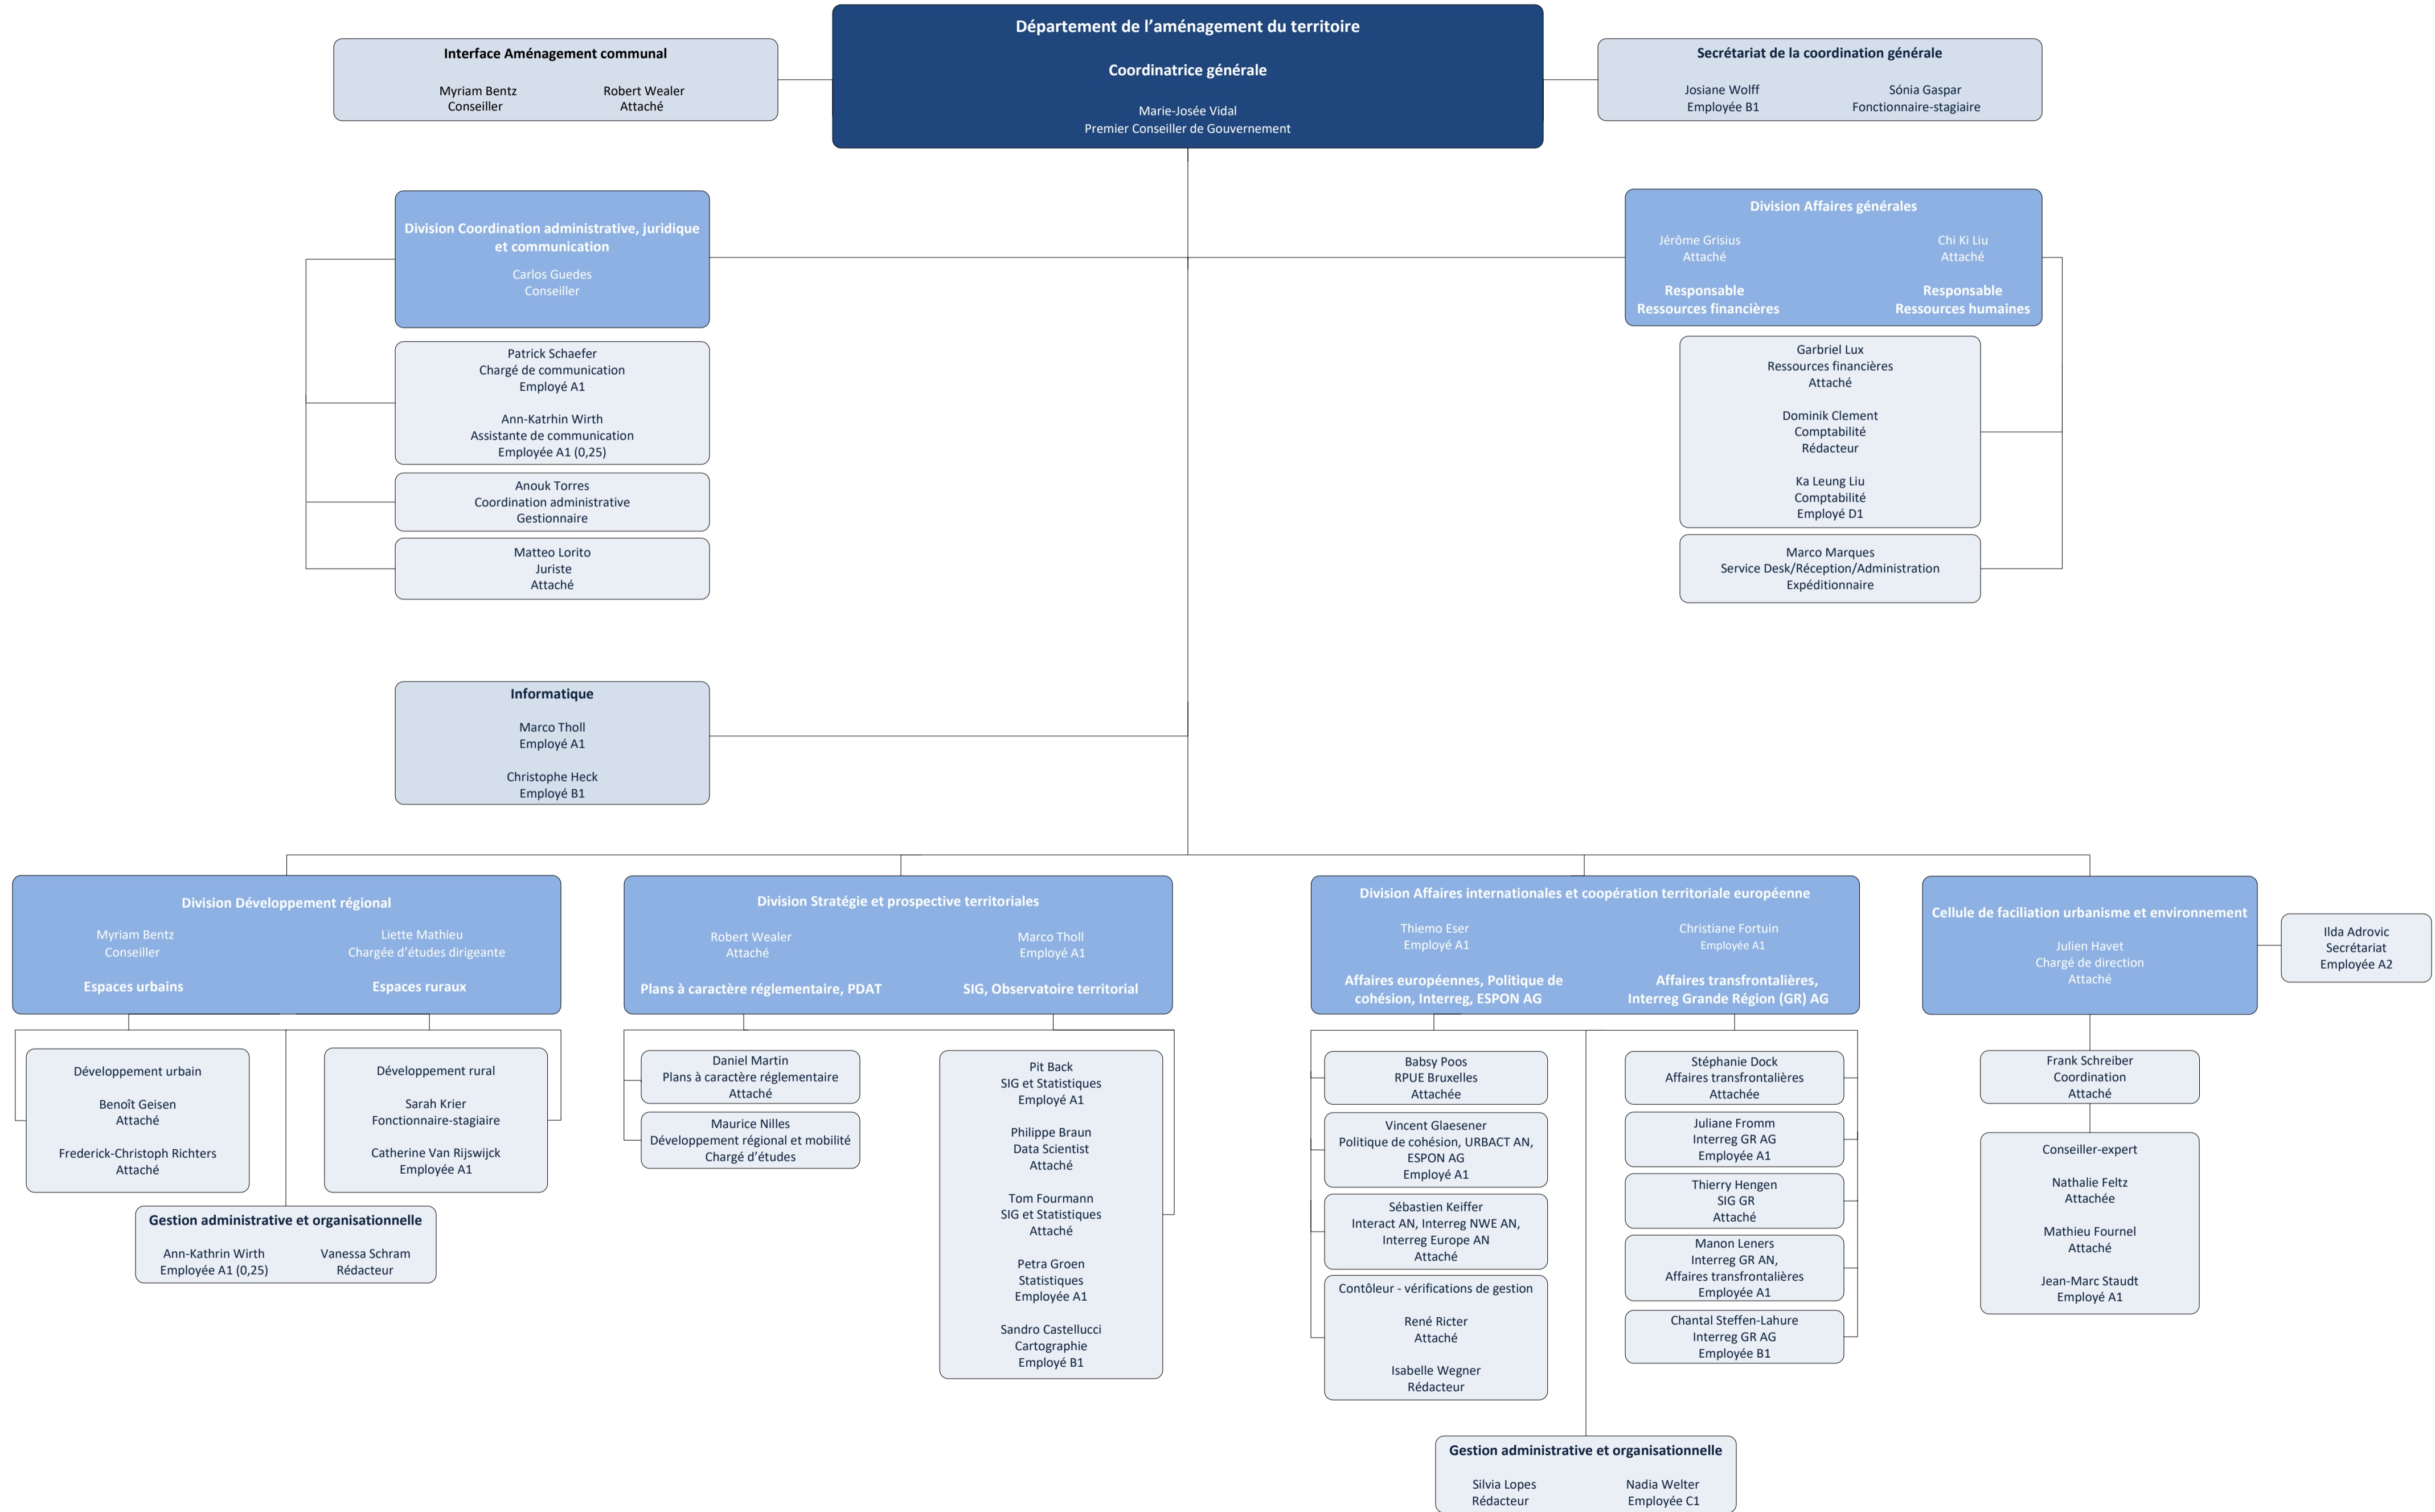 Département de l’aménagement du territoire
Coordinatrice générale
Marie-Josée Vidal
Premier Conseiller de Gouvernement
Interface Aménagement communal
Myriam Bentz
Conseiller
Robert Wealer
Attaché
Secrétariat de la coordination générale
Josiane Wolff
Employée B1
Sónia Gaspar
Fonctionnaire-stagiaire
Division Coordination administrative, juridique
et communication
Carlos Guedes
Conseiller
Patrick Schaefer
Chargé de communication
Employé A1
Ann-Katrhin Wirth
Assistante de communication
Employée A1 (0,25)
Anouk Torres
Coordination administrative
Gestionnaire
Matteo Lorito
Juriste
Attaché
Division Affaires générales
Jérôme Grisius
Attaché
Responsable
Ressources financières
Chi Ki Liu
Attaché
Responsable
Ressources humaines
Garbriel Lux
Ressources financières
Attaché
Dominik Clement
Comptabilité
Rédacteur
Ka Leung Liu
Comptabilité
Employé D1
Marco Marques
Service Desk/Réception/Administration
Expéditionnaire
Informatique
Marco Tholl
Employé A1
Christophe Heck
Employé B1
Division Développement régional
Myriam Bentz
Conseiller
Espaces urbains
Liette Mathieu
Chargée d’études dirigeante
Espaces ruraux
Développement urbain
Benoît Geisen
Attaché
Frederick-Christoph Richters
Attaché
Développement rural
Sarah Krier
Fonctionnaire-stagiaire
Catherine Van Rijswijck
Employée A1
Gestion administrative et organisationnelle
Ann-Kathrin Wirth
Employée A1 (0,25)
Vanessa Schram
Rédacteur
Division Stratégie et prospective territoriales
Robert Wealer
Attaché
Plans à caractère réglementaire, PDAT
Marco Tholl
Employé A1
SIG, Observatoire territorial
Daniel Martin
Plans à caractère réglementaire
Attaché
Maurice Nilles
Développement régional et mobilité
Chargé d’études
Pit Back
SIG et Statistiques
Employé A1
Philippe Braun
Data Scientist
Attaché
Tom Fourmann
SIG et Statistiques
Attaché
Petra Groen
Statistiques
Employée A1
Sandro Castellucci
Cartographie
Employé B1
Division Affaires internationales et coopération territoriale européenne
Thiemo Eser
Employé A1
Affaires européennes, Politique de
cohésion, Interreg, ESPON AG
Christiane Fortuin
Employée A1
Affaires transfrontalières,
Interreg Grande Région (GR) AG
Babsy Poos
RPUE Bruxelles
Attachée
Vincent Glaesener
Politique de cohésion, URBACT AN,
ESPON AG
Employé A1
Sébastien Keiffer
Interact AN, Interreg NWE AN,
Interreg Europe AN
Attaché
Contôleur - vérifications de gestion
René Ricter
Attaché
Isabelle Wegner
Rédacteur
Stéphanie Dock
Affaires transfrontalières
Attachée
Juliane Fromm
Interreg GR AG
Employée A1
Thierry Hengen
SIG GR
Attaché
Manon Leners
Interreg GR AN,
Affaires transfrontalières
Employée A1
Chantal Steffen-Lahure
Interreg GR AG
Employée B1
Gestion administrative et organisationnelle
Silvia Lopes
Rédacteur
Nadia Welter
Employée C1
Cellule de faciliation urbanisme et environnement
Julien Havet
Chargé de direction
Attaché
Ilda Adrovic
Secrétariat
Employée A2
Frank Schreiber
Coordination
Attaché
Conseiller-expert
Nathalie Feltz
Attachée
Mathieu Fournel
Attaché
Jean-Marc Staudt
Employé A1